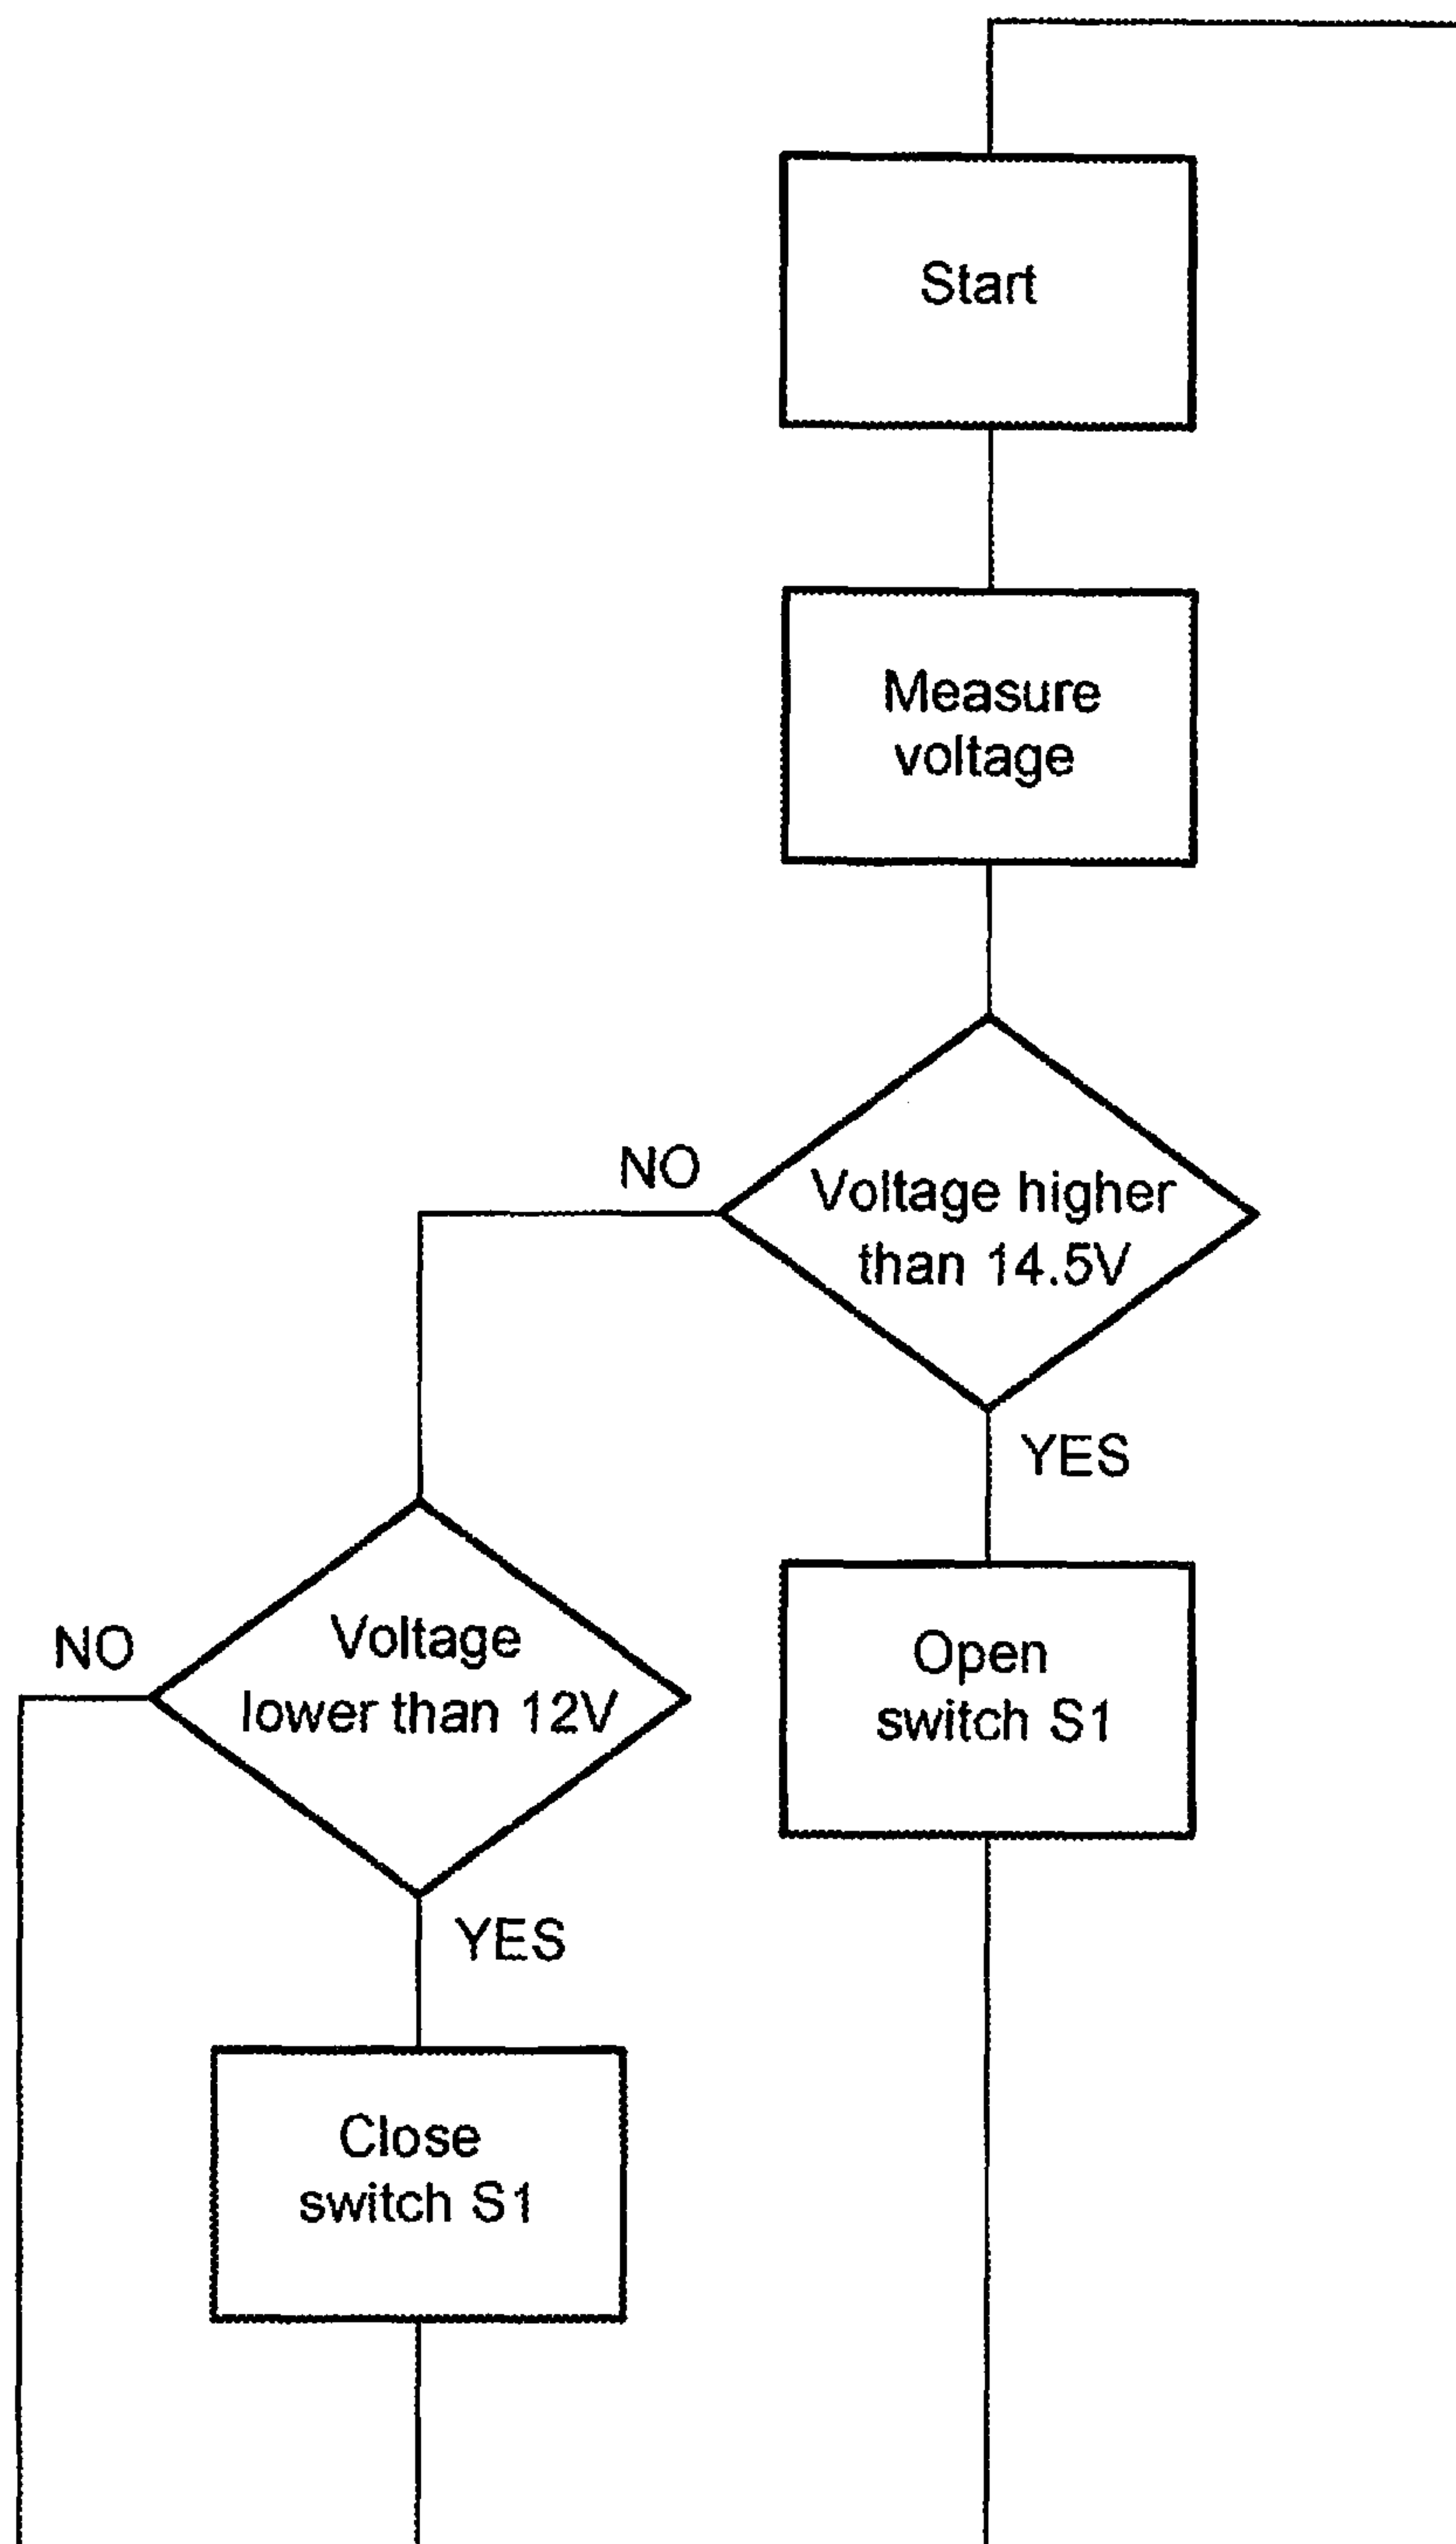 Start
Measure
voltage
NO
Voltage higher
than 14.5V
YES
NO
Voltage
lower than 12V
Open
switch S1
YES
Close
switch S1